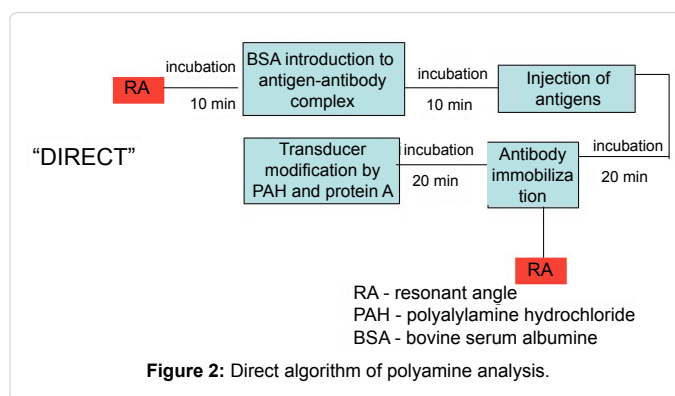 BSA introduction to
antigen-antibody
complex
incubation
10 min
RA
incubation
10 min
Injection of
antigens
"DIRECT"
Transducer
modification by
PAH and protein A
incubation
20 min
Antibody
immobiliza
tion
incubation
20 min
RA
RA - resonant angle
PAH - polyalylamine hydrochloride
BSA - bovine serum albumine
Figure 2: Direct algorithm of polyamine analysis.